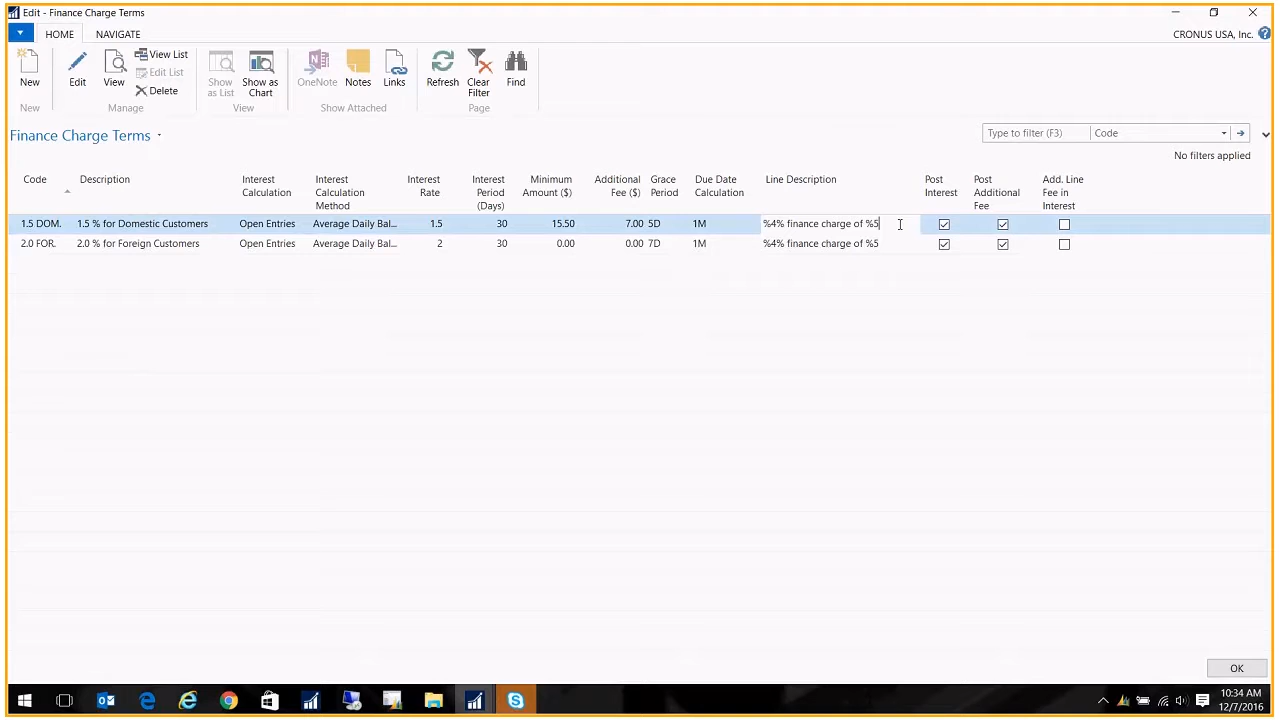 Edit - Finance Charge Terms
HOME NAVIGATE
CRONUS USA, Inc.
New
Edit
View
View List
Edit List
Delete
Show as List
Show as Chart
OneNote
Notes
Links
Refresh
Clear Filter
Find
New
Manage
View
Show Attached
Page
Finance Charge Terms
Type to filter (F3) Code
No filters applied
Code Description Interest Calculation Interest Calculation Method Interest Rate Interest Period (Days) Minimum Amount ($) Additional Fee ($) Grace Period Due Date Calculation Line Description Post Interest Post Additional Fee Add. Line Fee in Interest
1.5 DOM. 1.5 % for Domestic Customers Open Entries Average Daily Bal... 1.5 30 15.50 7.00 5D 1M %4% finance charge of %5
2.0 FOR. 2.0 % for Foreign Customers Open Entries Average Daily Bal... 2 30 0.00 0.00 7D 1M %4% finance charge of %5
OK
10:34 AM
12/7/2016